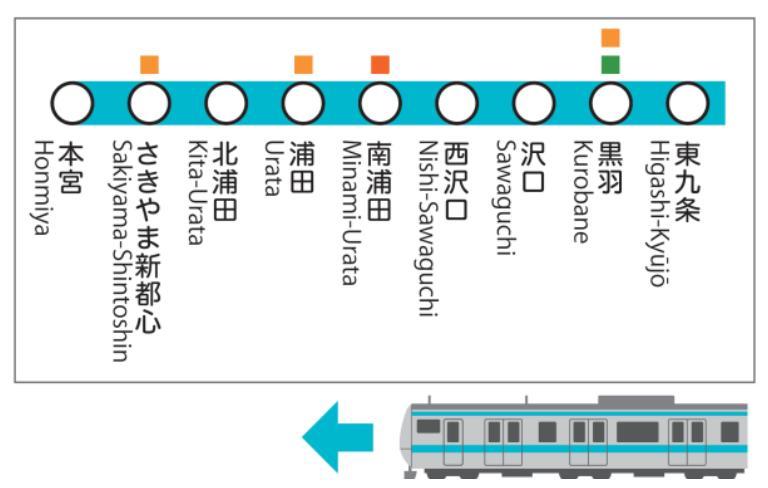 本宮
Honmiya
さきやま新都心
Sakiyama-Shintoshin
北浦田
Kita-Urata
浦田
Urata
南浦田
Minami-Urata
西沢口
Nishi-Sawaguchi
沢口
Sawaguchi
黒羽
Kurobane
東九条
Higashi-Kyūjō